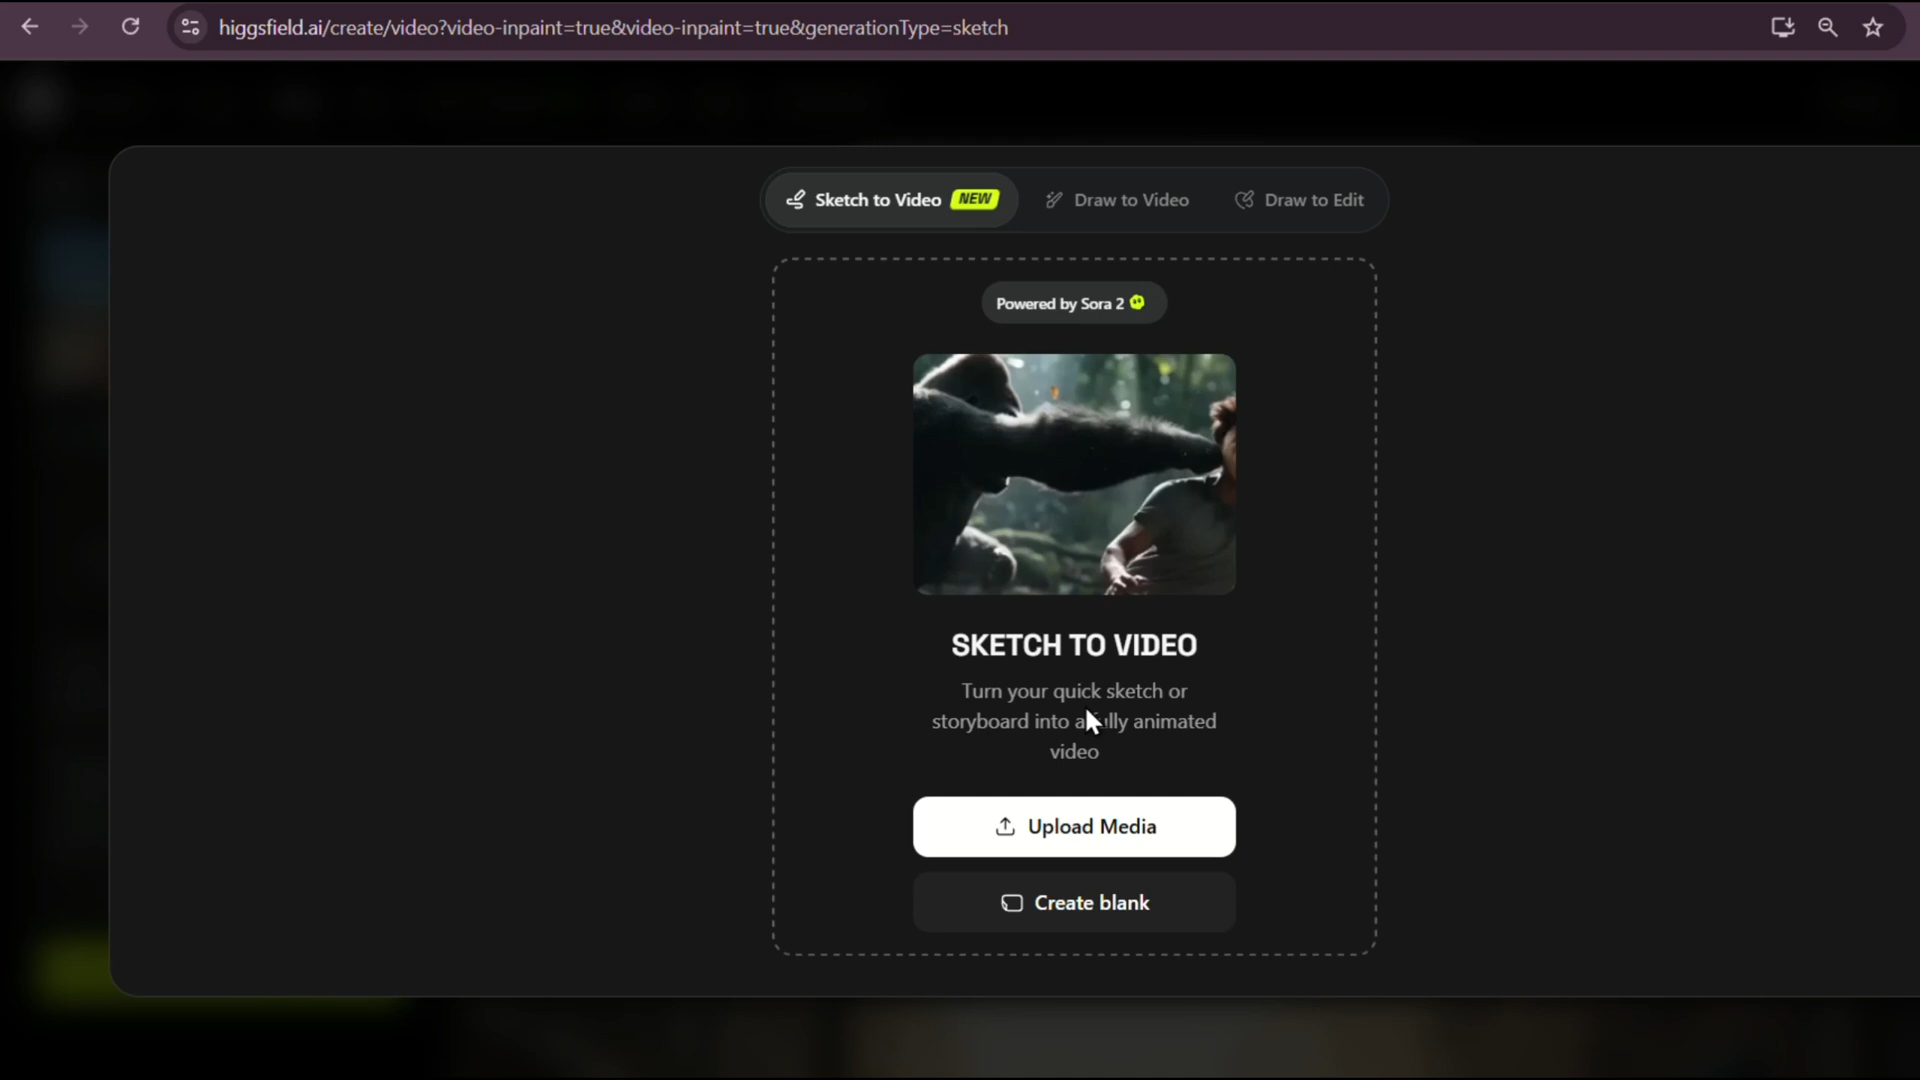 higgsfield.ai/create/video?video-inpaint=true&video-inpaint=true&generationType=sketch
Sketch to Video NEW Draw to Video Draw to Edit
Powered by Sora 2
SKETCH TO VIDEO
Turn your quick sketch or
storyboard into a fully animated
video
Upload Media
Create blank